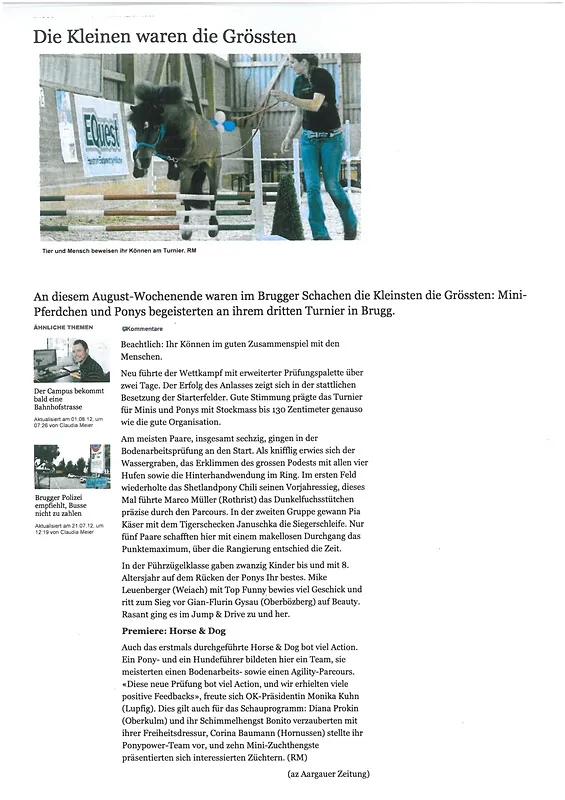 Die Kleinen waren die Grössten
EQuest
Tier und Mensch beweisen ihr Können am Turnier. RM
An diesem August-Wochenende waren im Brugger Schachen die Kleinsten die Grössten: Mini-
Pferdchen und Ponys begeisterten an ihrem dritten Turnier in Brugg.
ÄHNLICHE THEMEN
Der Campus bekommt
bald eine
Bahnhofstrasse
Aktualisiert am 01.08.12, um
07:26 von Claudia Meier
Brugger Polizei
empfiehlt, Busse
nicht zu zahlen
Aktualisiert am 21.07.12, um
12:19 von Claudia Meier
0Kommentare
Beachtlich: Ihr Können im guten Zusammenspiel mit den
Menschen.
Neu führte der Wettkampf mit erweiterter Prüfungspalette über
zwei Tage. Der Erfolg des Anlasses zeigt sich in der stattlichen
Besetzung der Starterfelder. Gute Stimmung prägte das Turnier
für Minis und Ponys mit Stockmass bis 130 Zentimeter genauso
wie die gute Organisation.
Am meisten Paare, insgesamt sechzig, gingen in der
Bodenarbeitsprüfung an den Start. Als knifflig erwies sich der
Wassergraben, das Erklimmen des grossen Podests mit allen vier
Hufen sowie die Hinterhandwendung im Ring. Im ersten Feld
wiederholte das Shetlandpony Chili seinen Vorjahressieg, dieses
Mal führte Marco Müller (Rothrist) das Dunkelfuchsstütchen
präzise durch den Parcours. In der zweiten Gruppe gewann Pia
Käser mit dem Tigerschecken Januschka die Siegerschleife. Nur
fünf Paare schafften hier mit einem makellosen Durchgang das
Punktemaximum, über die Rangierung entschied die Zeit.
In der Führzügelklasse gaben zwanzig Kinder bis und mit 8.
Altersjahr auf dem Rücken der Ponys Ihr bestes. Mike
Leuenberger (Weiach) mit Top Funny bewies viel Geschick und
ritt zum Sieg vor Gian-Flurin Gysau (Oberbözberg) auf Beauty.
Rasant ging es im Jump & Drive zu und her.
Premiere: Horse & Dog
Auch das erstmals durchgeführte Horse & Dog bot viel Action.
Ein Pony- und ein Hundeführer bildeten hier ein Team, sie
meisterten einen Bodenarbeits- sowie einen Agility-Parcours.
«Diese neue Prüfung bot viel Action, und wir erhielten viele
positive Feedbacks», freute sich OK-Präsidentin Monika Kuhn
(Lupfig). Dies gilt auch für das Schauprogramm: Diana Prokin
(Oberkulm) und ihr Schimmelhengst Bonito verzauberten mit
ihrer Freiheitsdressur, Corina Baumann (Hornussen) stellte ihr
Ponypower-Team vor, und zehn Mini-Zuchthengste
präsentierten sich interessierten Züchtern. (RM)
(az Aargauer Zeitung)